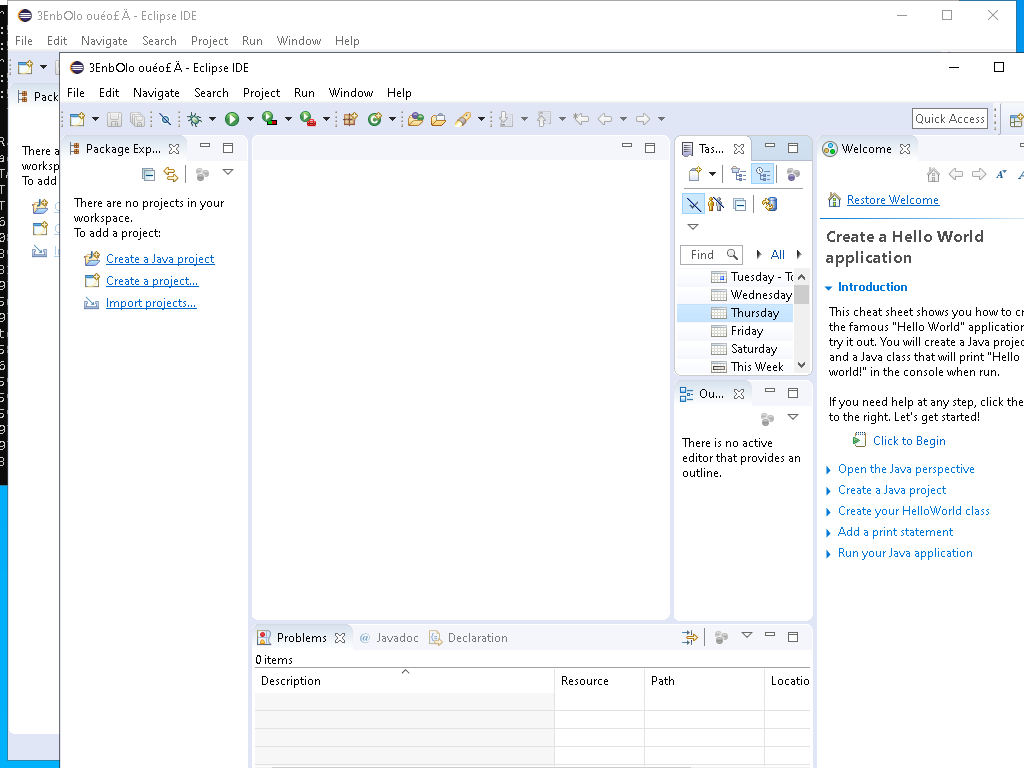 3EnbOlo ouéo£ Ä - Eclipse IDE
File Edit Navigate Search Project Run Window Help
3EnbOlo ouéo£ Ä - Eclipse IDE
File Edit Navigate Search Project Run Window Help
Quick Access
Pack
There a
worksp
To add
Package Exp...
There are no projects in your
workspace.
To add a project:
Create a Java project
Create a project...
Import projects...
Tas...
Find
All
Tuesday - To
Wednesday
Thursday
Friday
Saturday
This Week
Ou...
There is no active
editor that provides an
outline.
Welcome
Restore Welcome
Create a Hello World
application
Introduction
This cheat sheet shows you how to cr
the famous "Hello World" application
try it out. You will create a Java projec
and a Java class that will print "Hello
world!" in the console when run.
If you need help at any step, click the
to the right. Let's get started!
Click to Begin
Open the Java perspective
Create a Java project
Create your HelloWorld class
Add a print statement
Run your Java application
Problems @ Javadoc Declaration
0 items
Description Resource Path Locatio